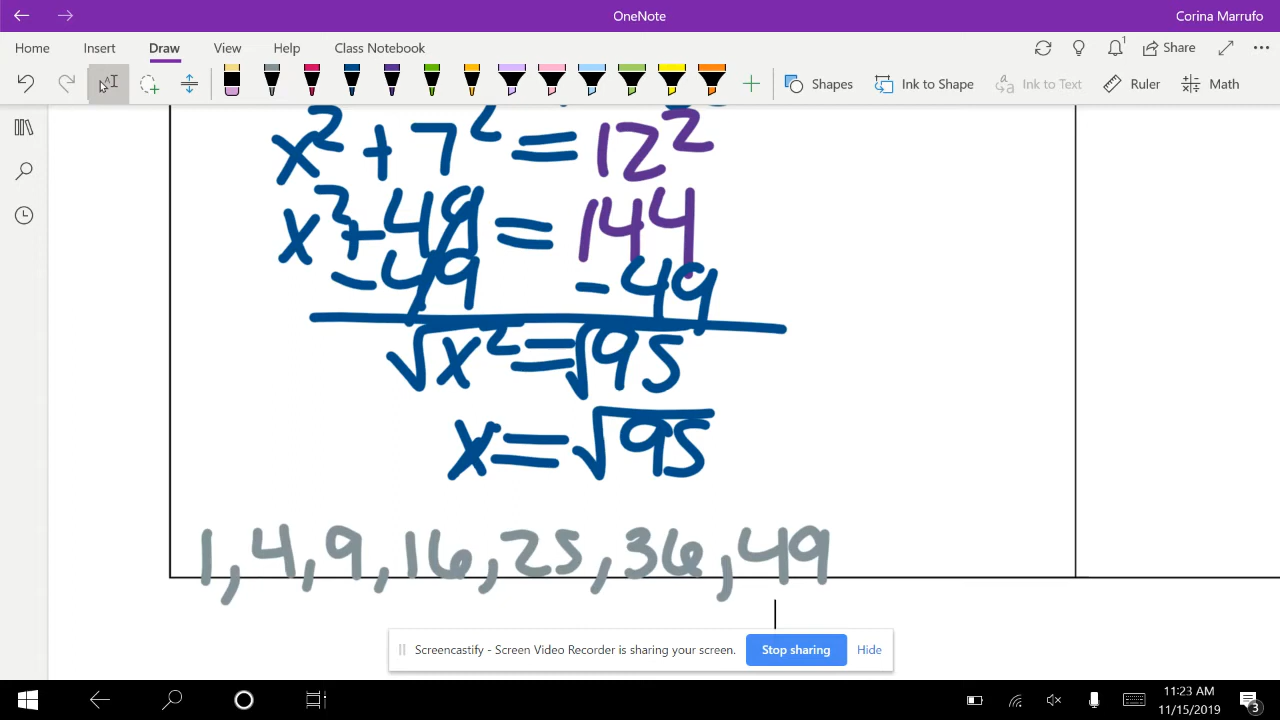 OneNote
Corina Marrufo
Home Insert Draw View Help Class Notebook
1 Share
Shapes Ink to Shape Ink to Text Ruler Math
x² + 7² = 12²
x² + 49 = 144
-49 -49
√x² = √95
x = √95
1, 4, 9, 16, 25, 36, 49
Screencastify - Screen Video Recorder is sharing your screen. Stop sharing Hide
11:23 AM
11/15/2019 3